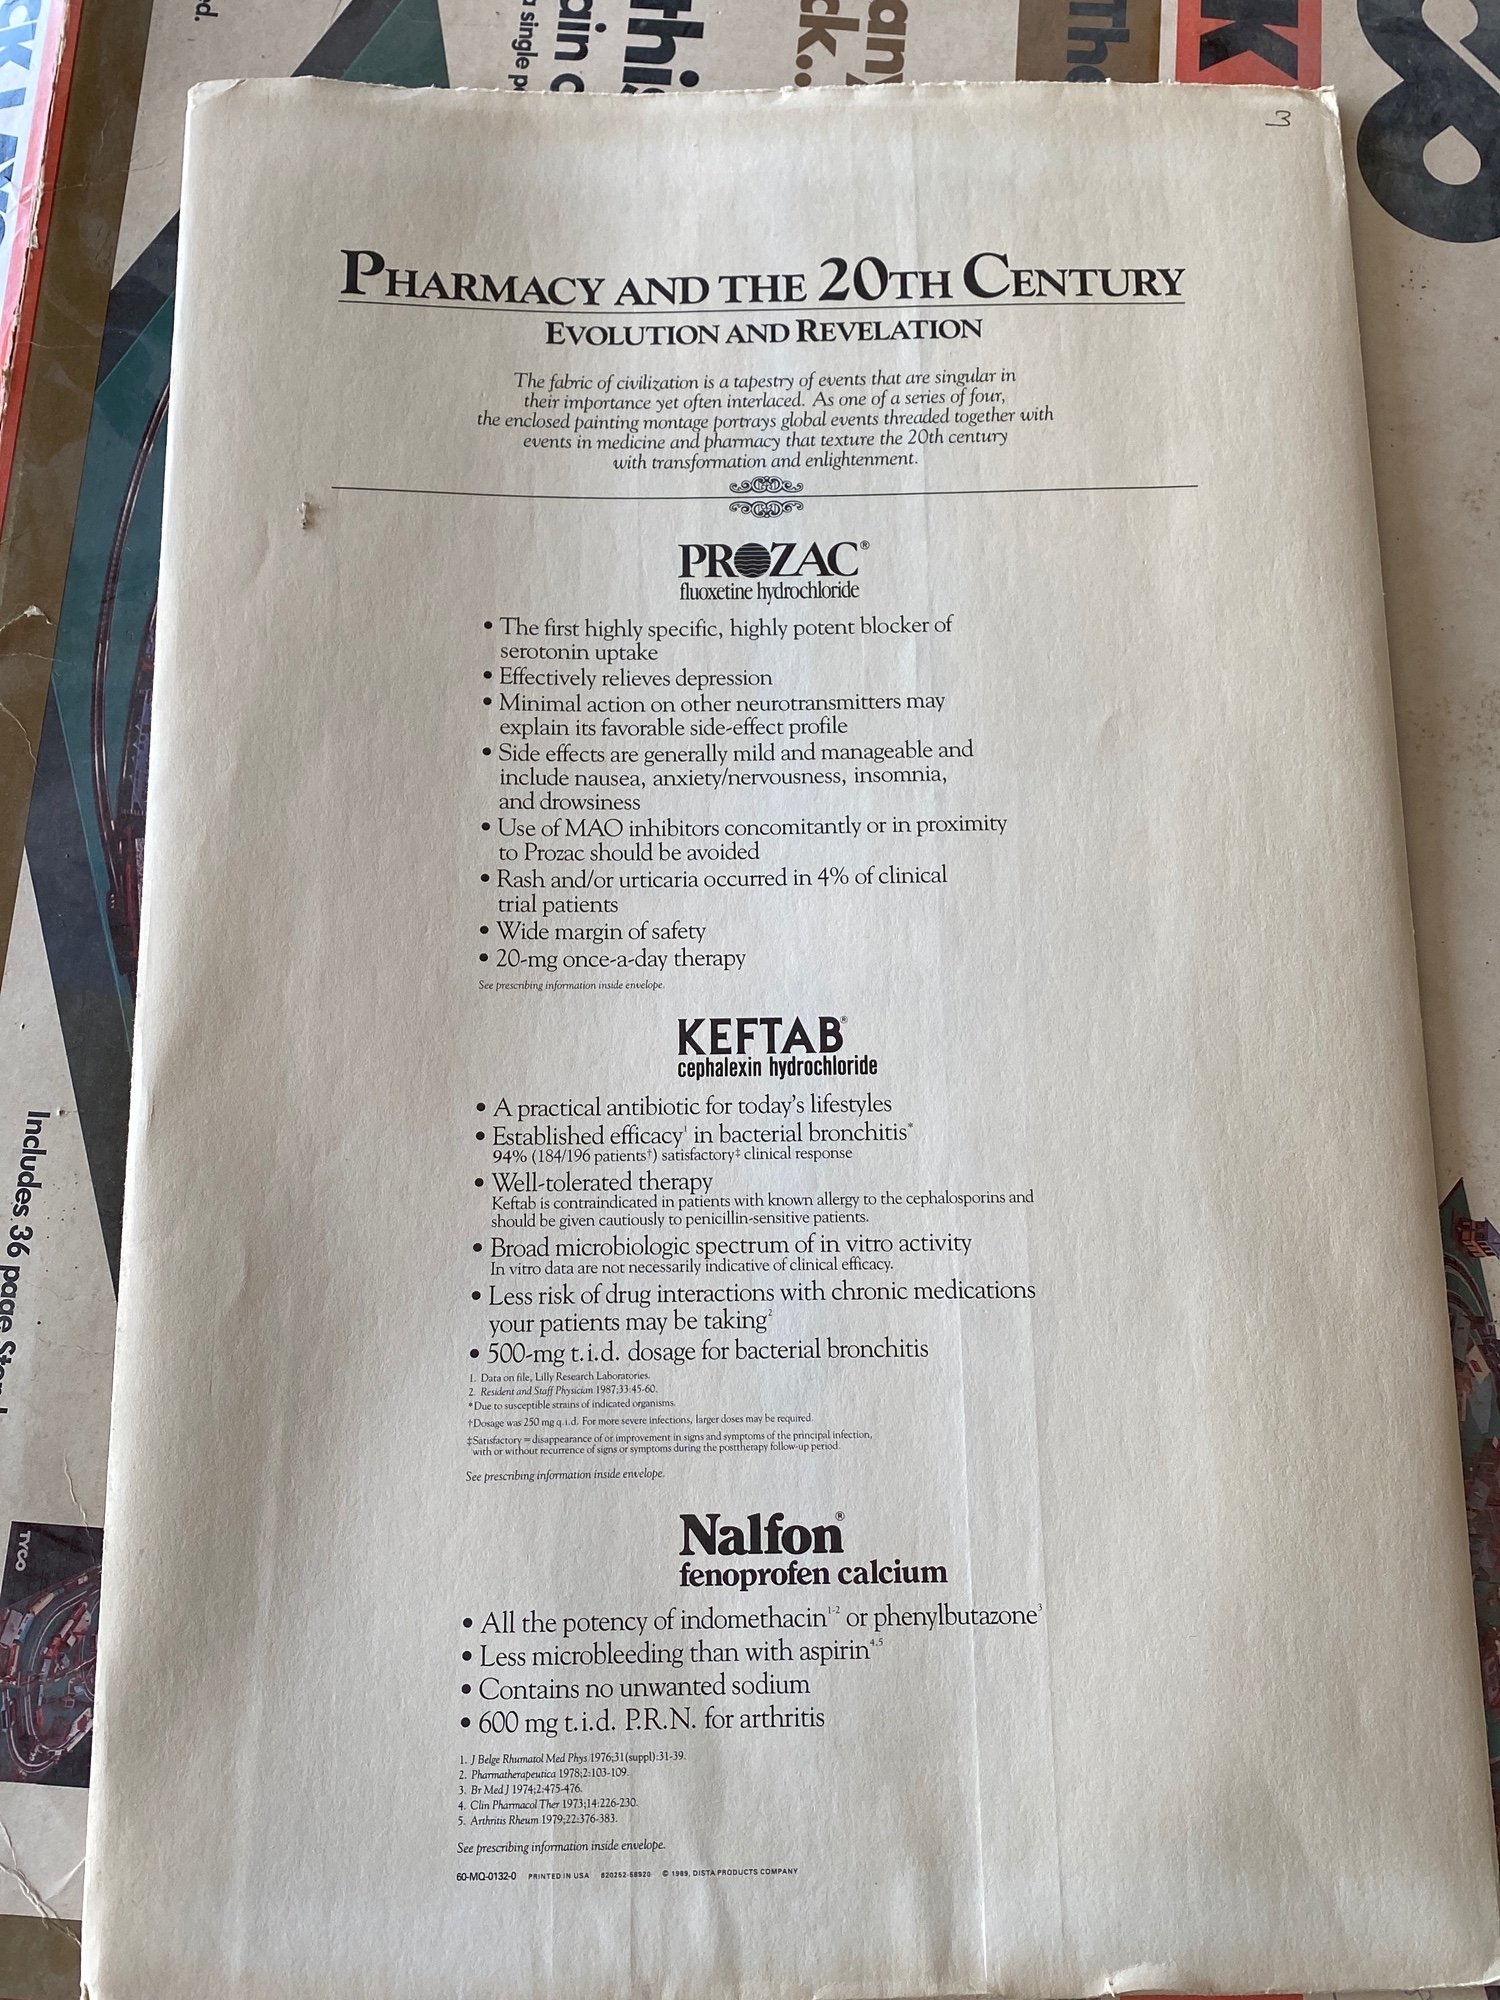 d.
a single p
ain c
this
ck..
any
The
k
3
PHARMACY AND THE 20TH CENTURY
EVOLUTION AND REVELATION
The fabric of civilization is a tapestry of events that are singular in
their importance yet often interlaced. As one of a series of four,
the enclosed painting montage portrays global events threaded together with
events in medicine and pharmacy that texture the 20th century
with transformation and enlightenment.
PROZAC®
fluoxetine hydrochloride
• The first highly specific, highly potent blocker of
serotonin uptake
• Effectively relieves depression
• Minimal action on other neurotransmitters may
explain its favorable side-effect profile
• Side effects are generally mild and manageable and
include nausea, anxiety/nervousness, insomnia,
and drowsiness
• Use of MAO inhibitors concomitantly or in proximity
to Prozac should be avoided
• Rash and/or urticaria occurred in 4% of clinical
trial patients
• Wide margin of safety
• 20-mg once-a-day therapy
See prescribing information inside envelope.
KEFTAB®
cephalexin hydrochloride
• A practical antibiotic for today's lifestyles
• Established efficacy¹ in bacterial bronchitis*
94% (184/196 patients†) satisfactory‡ clinical response
• Well-tolerated therapy
Keftab is contraindicated in patients with known allergy to the cephalosporins and
should be given cautiously to penicillin-sensitive patients.
• Broad microbiologic spectrum of in vitro activity
In vitro data are not necessarily indicative of clinical efficacy.
• Less risk of drug interactions with chronic medications
your patients may be taking²
• 500-mg t.i.d. dosage for bacterial bronchitis
1. Data on file, Lilly Research Laboratories.
2. Resident and Staff Physician 1987;33:45-60.
*Due to susceptible strains of indicated organisms.
†Dosage was 250 mg q.i.d. For more severe infections, larger doses may be required.
‡Satisfactory = disappearance of or improvement in signs and symptoms of the principal infection,
with or without recurrence of signs or symptoms during the posttherapy follow-up period.
See prescribing information inside envelope.
Nalfon®
fenoprofen calcium
• All the potency of indomethacin¹⁻² or phenylbutazone³
• Less microbleeding than with aspirin⁴,⁵
• Contains no unwanted sodium
• 600 mg t.i.d. P.R.N. for arthritis
1. J Belge Rhumatol Med Phys 1976;31(suppl):31-39.
2. Pharmatherapeutica 1978;2:103-109.
3. Br Med J 1974;2:475-476.
4. Clin Pharmacol Ther 1973;14:226-230.
5. Arthritis Rheum 1979;22:376-383.
See prescribing information inside envelope.
60-MQ-0132-0 PRINTED IN USA 820252-58920 © 1989, DISTA PRODUCTS COMPANY
Includes 36 page
TYCO